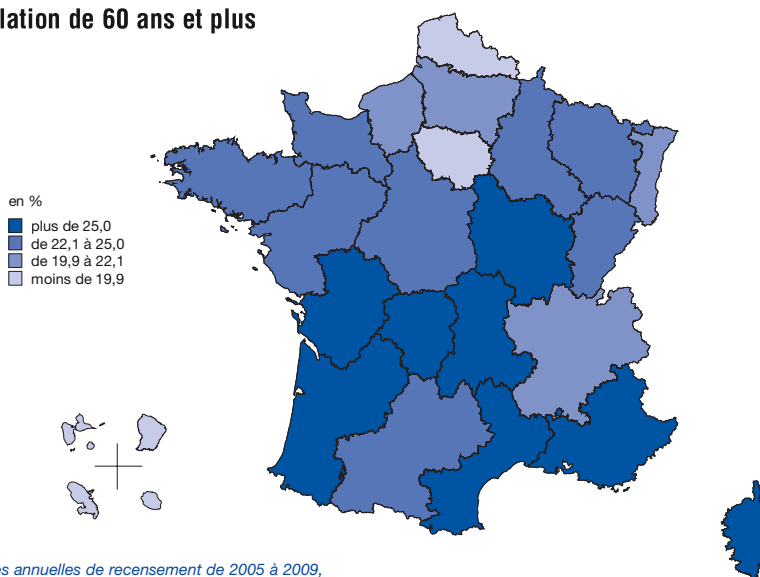 lation de 60 ans et plus
en %
plus de 25,0
de 22,1 à 25,0
de 19,9 à 22,1
moins de 19,9
es annuelles de recensement de 2005 à 2009,